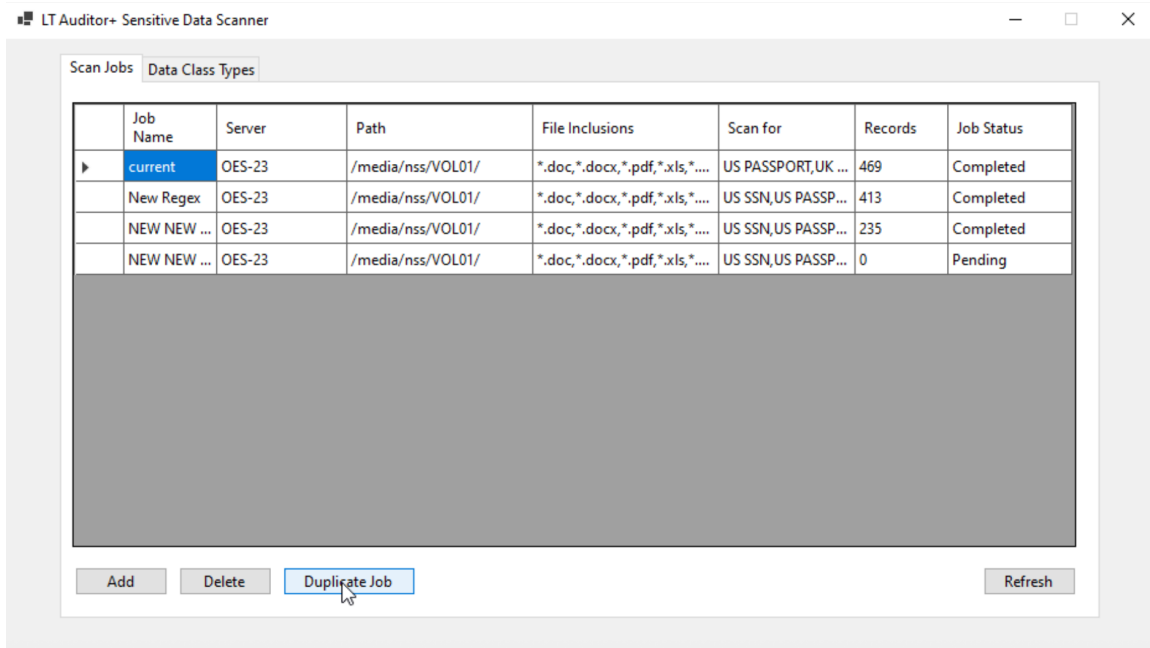 LT Auditor+ Sensitive Data Scanner
Scan Jobs Data Class Types
Job Name Server Path File Inclusions Scan for Records Job Status
current OES-23 /media/nss/VOL01/ *.doc,*.docx,*.pdf,*.xls,*.... US PASSPORT,UK ... 469 Completed
New Regex OES-23 /media/nss/VOL01/ *.doc,*.docx,*.pdf,*.xls,*.... US SSN,US PASSP... 413 Completed
NEW NEW ... OES-23 /media/nss/VOL01/ *.doc,*.docx,*.pdf,*.xls,*.... US SSN,US PASSP... 235 Completed
NEW NEW ... OES-23 /media/nss/VOL01/ *.doc,*.docx,*.pdf,*.xls,*.... US SSN,US PASSP... 0 Pending
Add Delete Duplicate Job Refresh